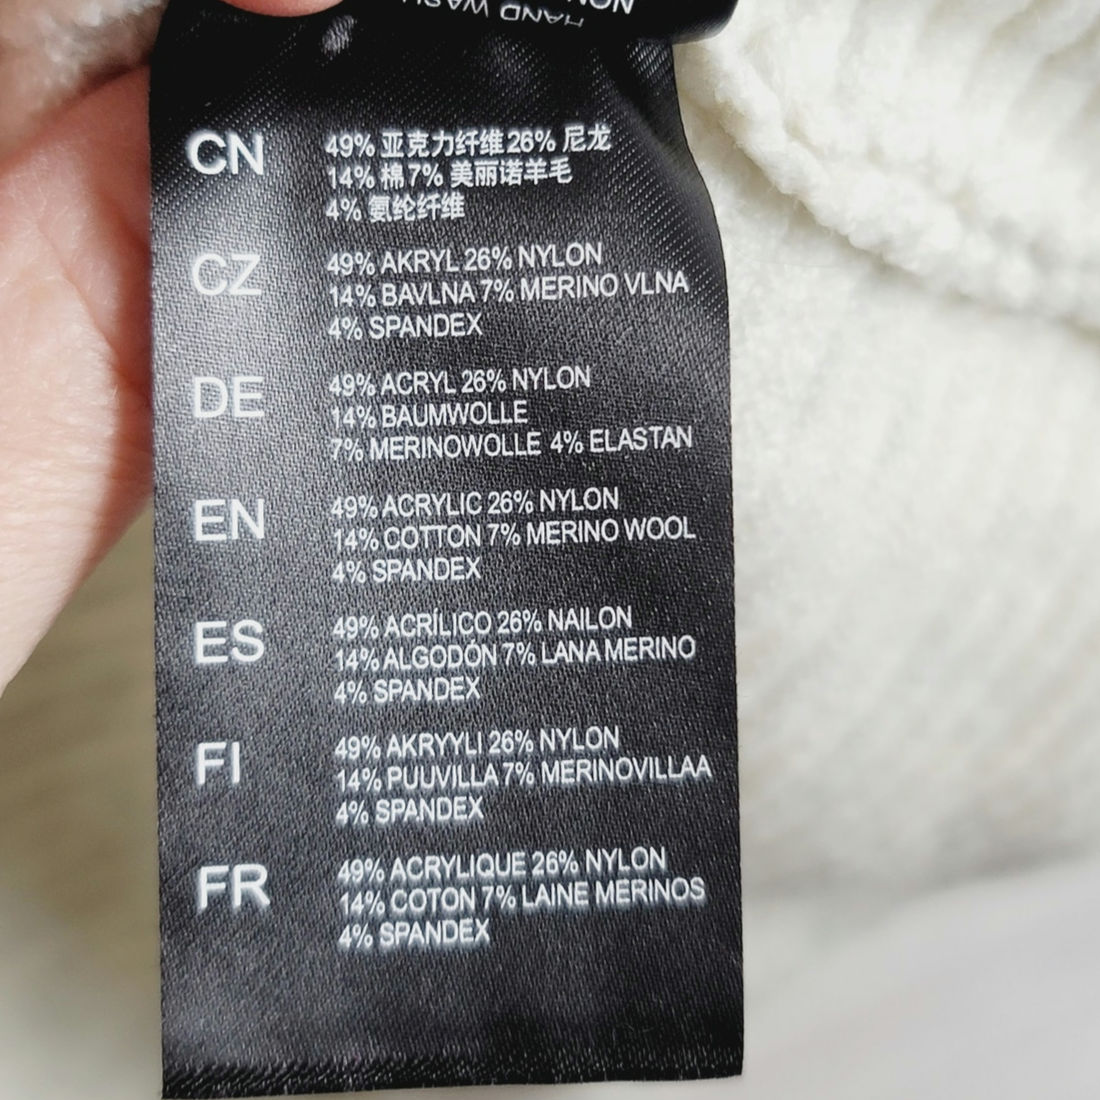 HAND WASH
NON
CN
49% 亚克力纤维 26% 尼龙
14% 棉 7% 美丽诺羊毛
4% 氨纶纤维
CZ
49% AKRYL 26% NYLON
14% BAVLNA 7% MERINO VLNA
4% SPANDEX
DE
49% ACRYL 26% NYLON
14% BAUMWOLLE
7% MERINOWOLLE 4% ELASTAN
EN
49% ACRYLIC 26% NYLON
14% COTTON 7% MERINO WOOL
4% SPANDEX
ES
49% ACRÍLICO 26% NAILON
14% ALGODÓN 7% LANA MERINO
4% SPANDEX
FI
49% AKRYYLI 26% NYLON
14% PUUVILLA 7% MERINOVILLAA
4% SPANDEX
FR
49% ACRYLIQUE 26% NYLON
14% COTON 7% LAINE MERINOS
4% SPANDEX